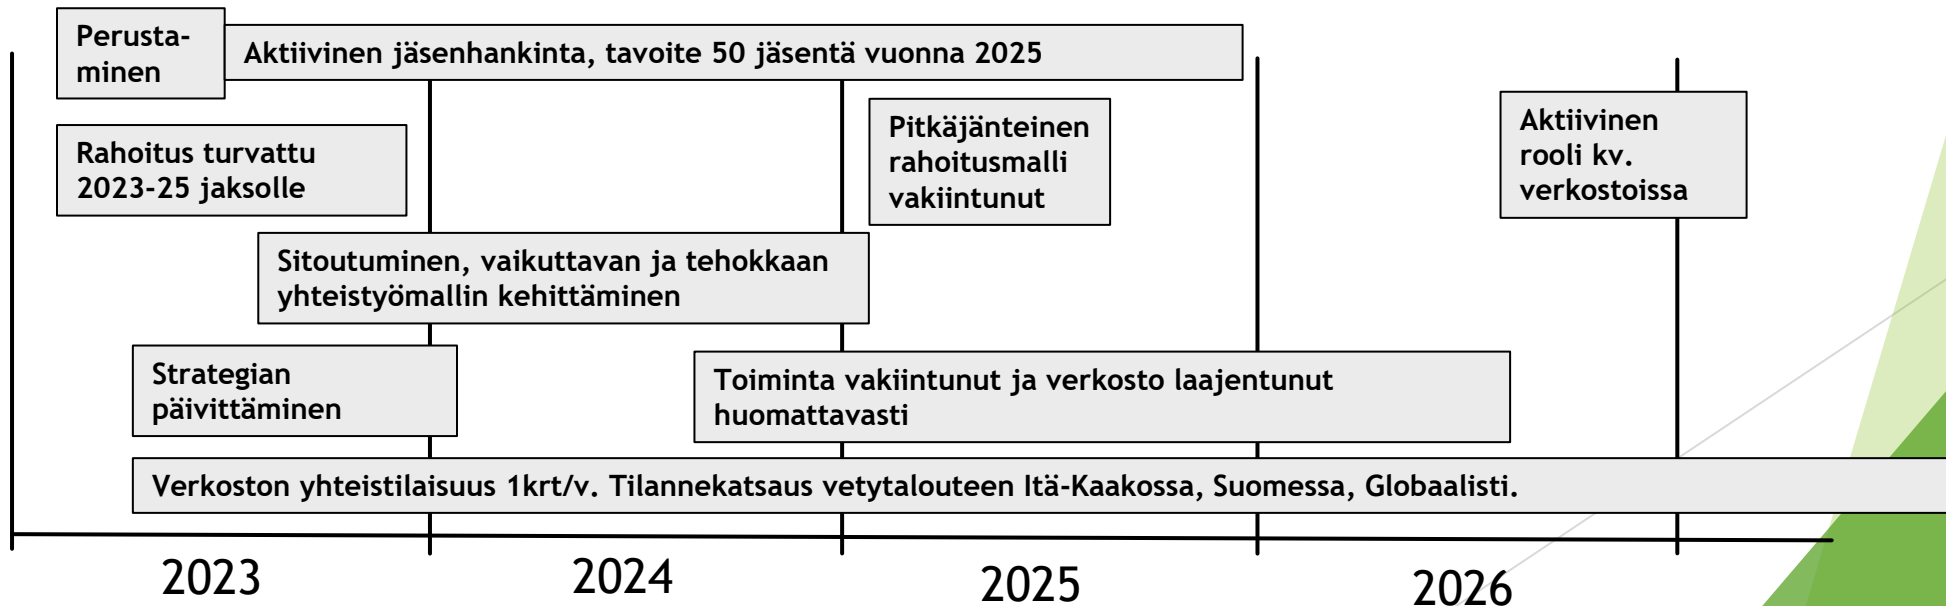 Perusta-
minen
Aktiivinen jäsenhankinta, tavoite 50 jäsentä vuonna 2025
Rahoitus turvattu
2023-25 jaksolle
Pitkäjänteinen
rahoitusmalli
vakiintunut
Aktiivinen
rooli kv.
verkostoissa
Sitoutuminen, vaikuttavan ja tehokkaan
yhteistyömallin kehittäminen
Strategian
päivittäminen
Toiminta vakiintunut ja verkosto laajentunut
huomattavasti
Verkoston yhteistilaisuus 1krt/v. Tilannekatsaus vetytalouteen Itä-Kaakossa, Suomessa, Globaalisti.
2023
2024
2025
2026